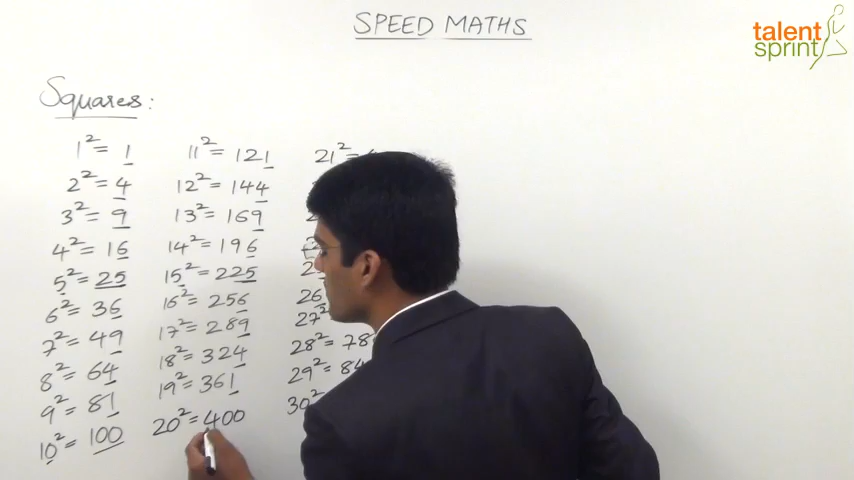 SPEED MATHS
talent
sprint
Squares:
1² = 1
2² = 4
3² = 9
4² = 16
5² = 25
6² = 36
7² = 49
8² = 64
9² = 81
10² = 100
11² = 121
12² = 144
13² = 169
14² = 196
15² = 225
16² = 256
17² = 289
18² = 324
19² = 361
20² = 400
21² =
26
27²
28² = 78
29² = 84
30²